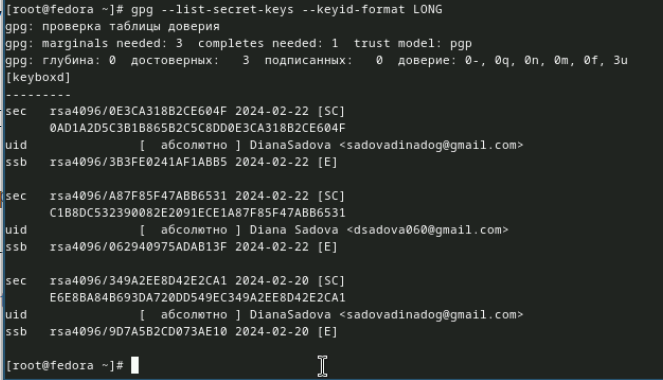 [root@fedora ~]# gpg --list-secret-keys --keyid-format LONG
gpg: проверка таблицы доверия
gpg: marginals needed: 3  completes needed: 1  trust model: pgp
gpg: глубина: 0  достоверных:   3  подписанных:   0  доверие: 0-, 0q, 0n, 0m, 0f, 3u
[keyboxd]
---------
sec   rsa4096/0E3CA318B2CE604F 2024-02-22 [SC]
      0AD1A2D5C3B1B865B2C5C8DD0E3CA318B2CE604F
uid              [  абсолютно ] DianaSadova <sadovadinadog@gmail.com>
ssb   rsa4096/3B3FE0241AF1ABB5 2024-02-22 [E]

sec   rsa4096/A87F85F47ABB6531 2024-02-22 [SC]
      C1B8DC532390082E2091ECE1A87F85F47ABB6531
uid              [  абсолютно ] Diana Sadova <dsadova060@gmail.com>
ssb   rsa4096/062940975ADAB13F 2024-02-22 [E]

sec   rsa4096/349A2EE8D42E2CA1 2024-02-20 [SC]
      E6E8BA84B693DA720DD549EC349A2EE8D42E2CA1
uid              [  абсолютно ] DianaSadova <sadovadinadog@gmail.com>
ssb   rsa4096/9D7A5B2CD073AE10 2024-02-20 [E]

[root@fedora ~]#